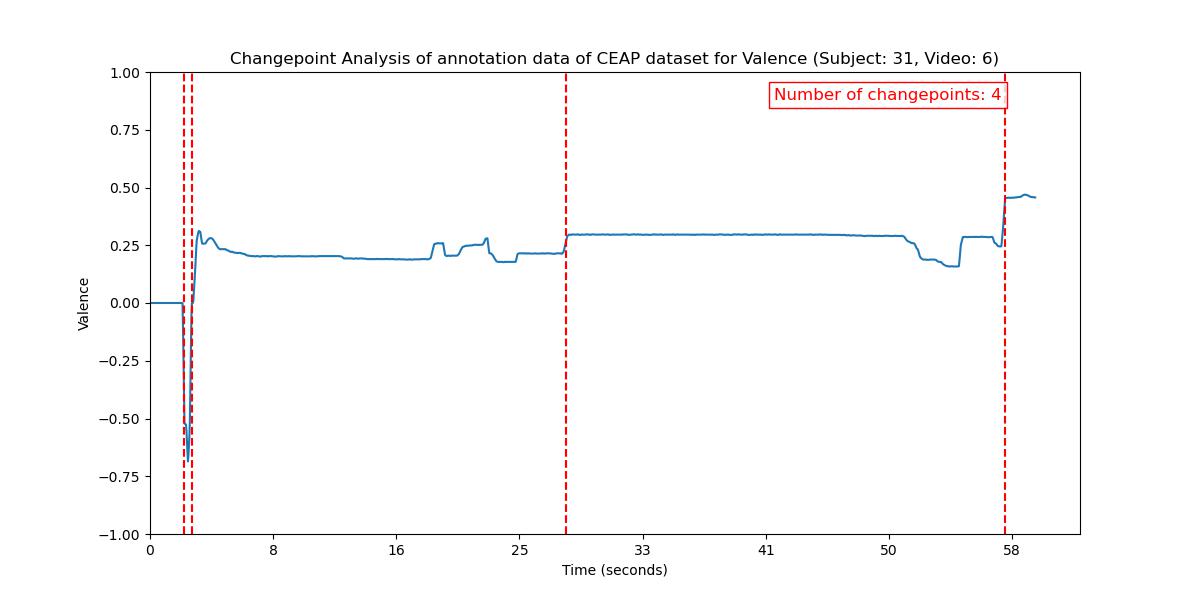 Changepoint Analysis of annotation data of CEAP dataset for Valence (Subject: 31, Video: 6)
Number of changepoints: 4
1.00
0.75
0.50
0.25
0.00
−0.25
−0.50
−0.75
−1.00
Valence
0 8 16 25 33 41 50 58
Time (seconds)